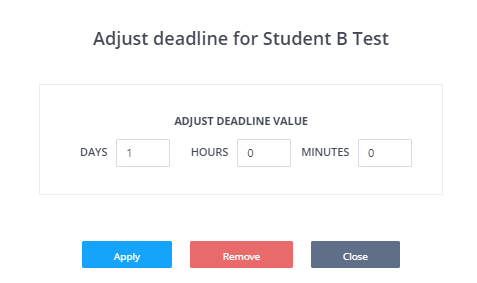 Adjust deadline for Student B Test
ADJUST DEADLINE VALUE
DAYS 1 HOURS 0 MINUTES 0
Apply Remove Close